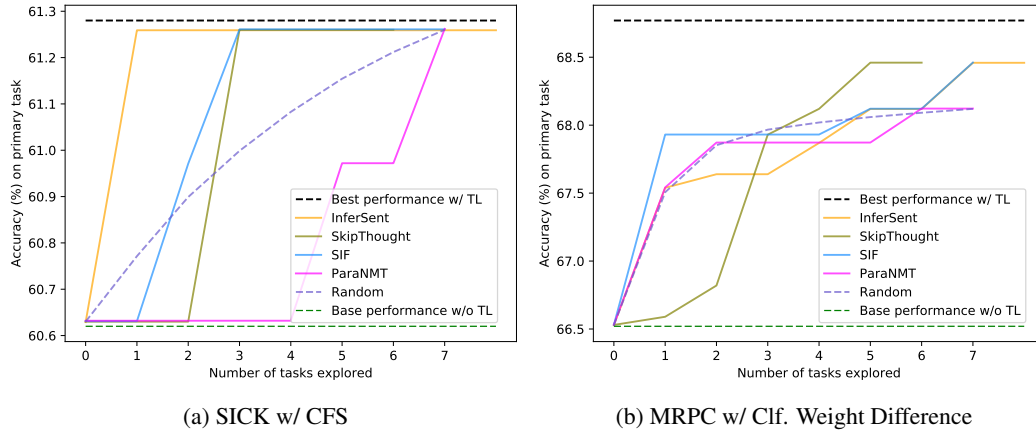 61.3
61.2
61.1
61.0
60.9
60.8
60.7
60.6
Accuracy (%) on primary task
Best performance w/ TL
InferSent
SkipThought
SIF
ParaNMT
Random
Base performance w/o TL
0 1 2 3 4 5 6 7
Number of tasks explored
(a) SICK w/ CFS
68.5
68.0
67.5
67.0
66.5
Accuracy (%) on primary task
Best performance w/ TL
InferSent
SkipThought
SIF
ParaNMT
Random
Base performance w/o TL
0 1 2 3 4 5 6 7
Number of tasks explored
(b) MRPC w/ Clf. Weight Difference